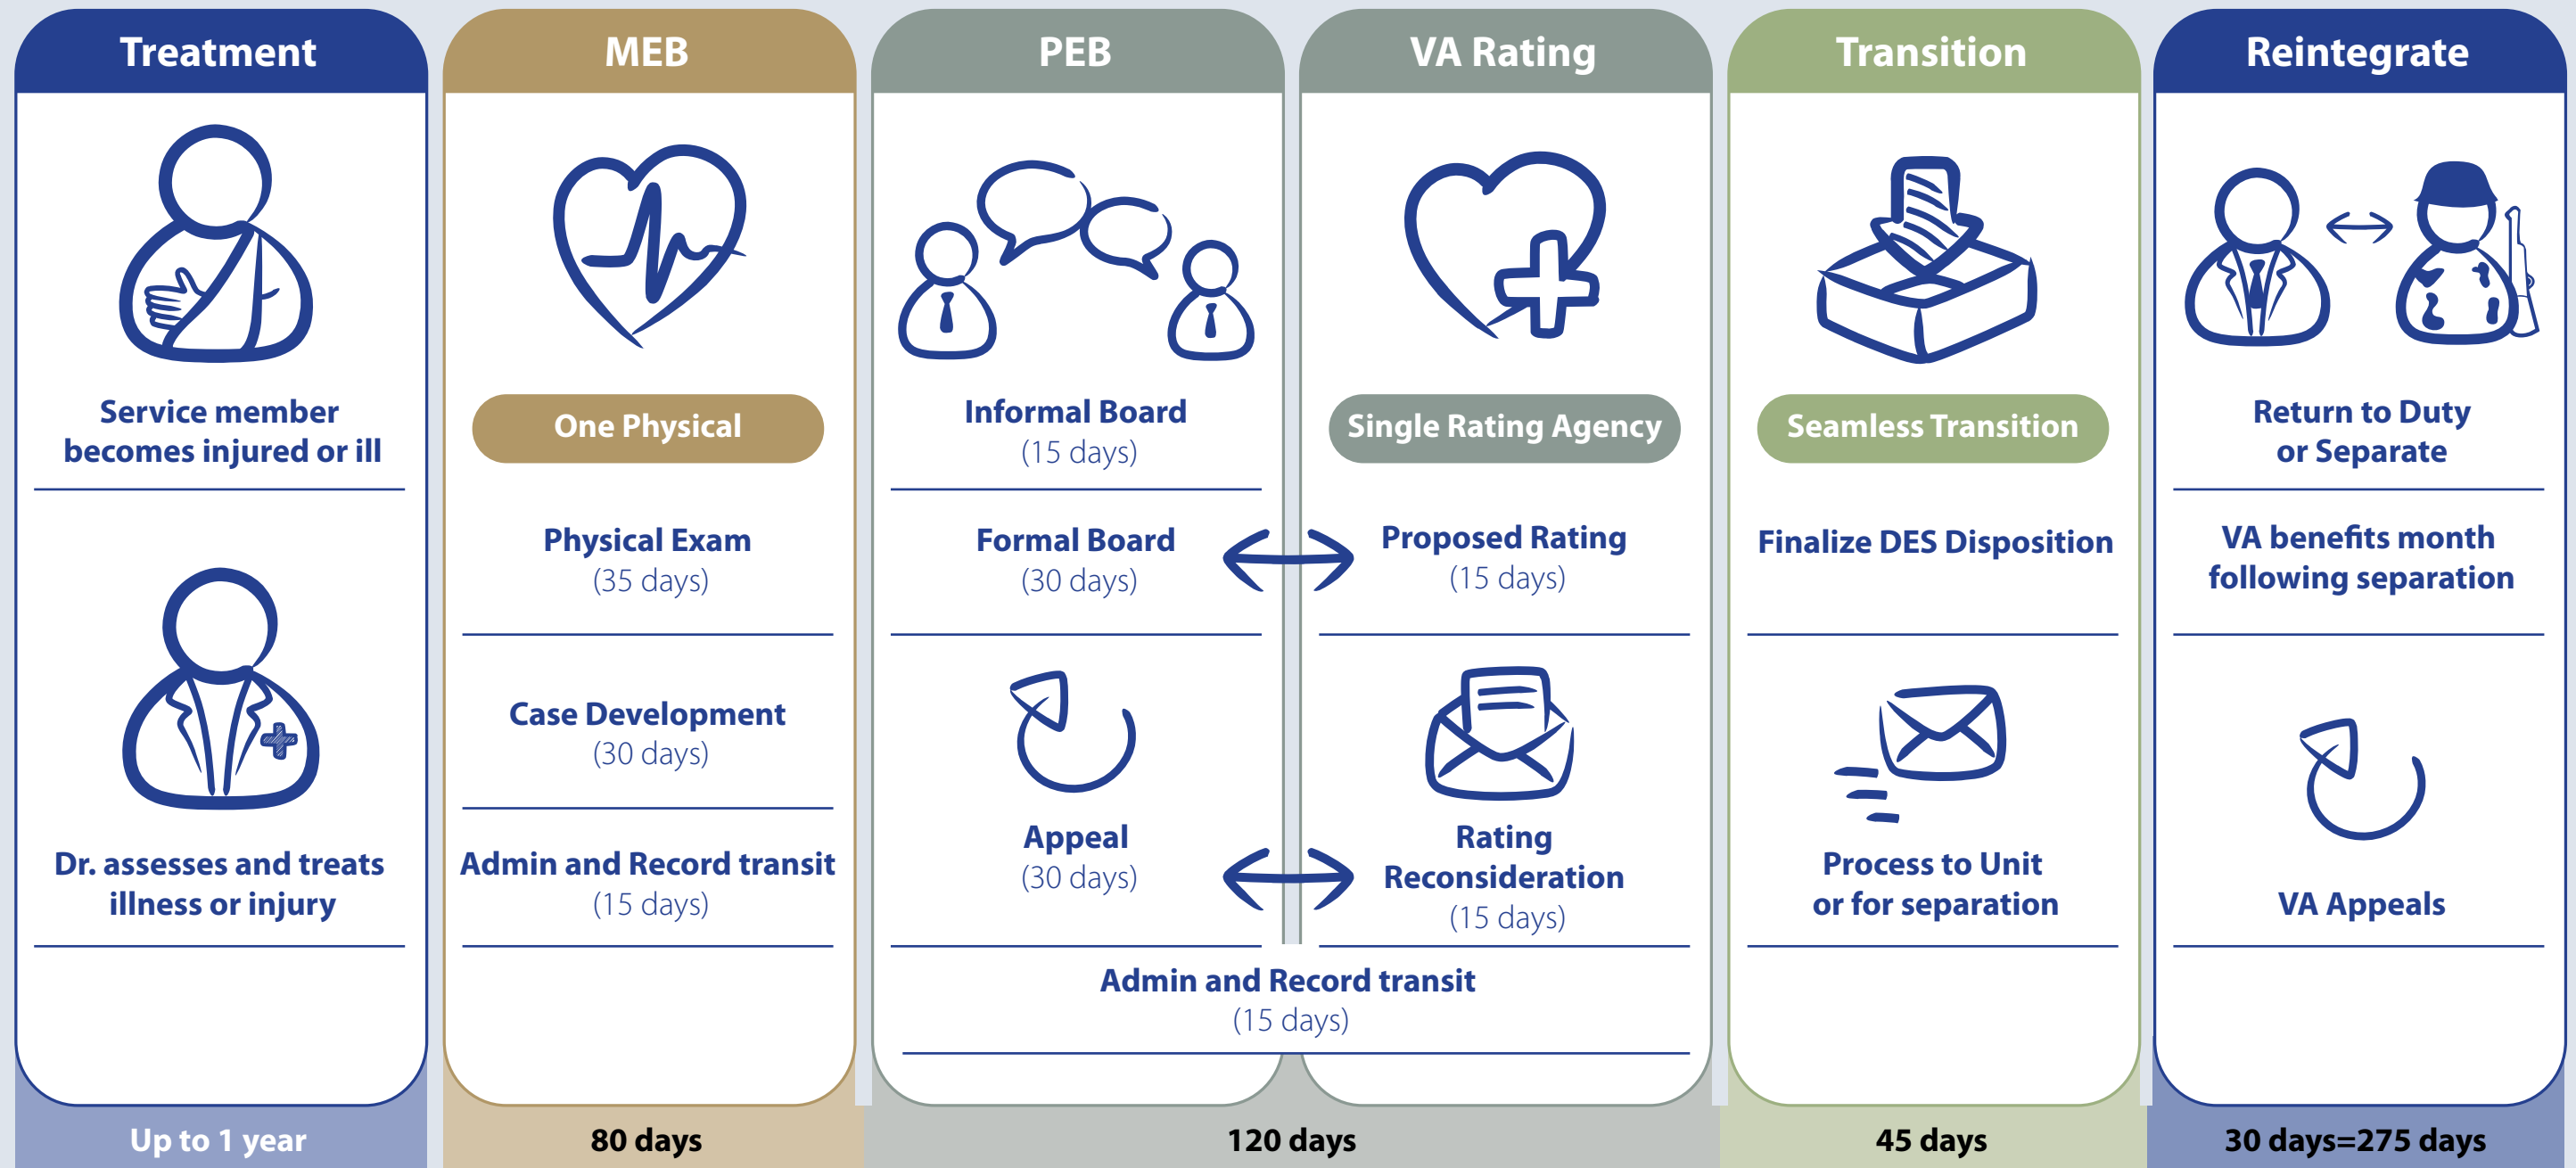 Treatment
Service member
becomes injured or ill
Dr. assesses and treats
illness or injury
Up to 1 year
MEB
One Physical
Physical Exam
(35 days)
Case Development
(30 days)
Admin and Record transit
(15 days)
80 days
PEB
Informal Board
(15 days)
Formal Board
(30 days)
Appeal
(30 days)
VA Rating
Single Rating Agency
Proposed Rating
(15 days)
Rating
Reconsideration
(15 days)
Admin and Record transit
(15 days)
120 days
Transition
Seamless Transition
Finalize DES Disposition
Process to Unit
or for separation
45 days
Reintegrate
Return to Duty
or Separate
VA benefits month
following separation
VA Appeals
30 days=275 days